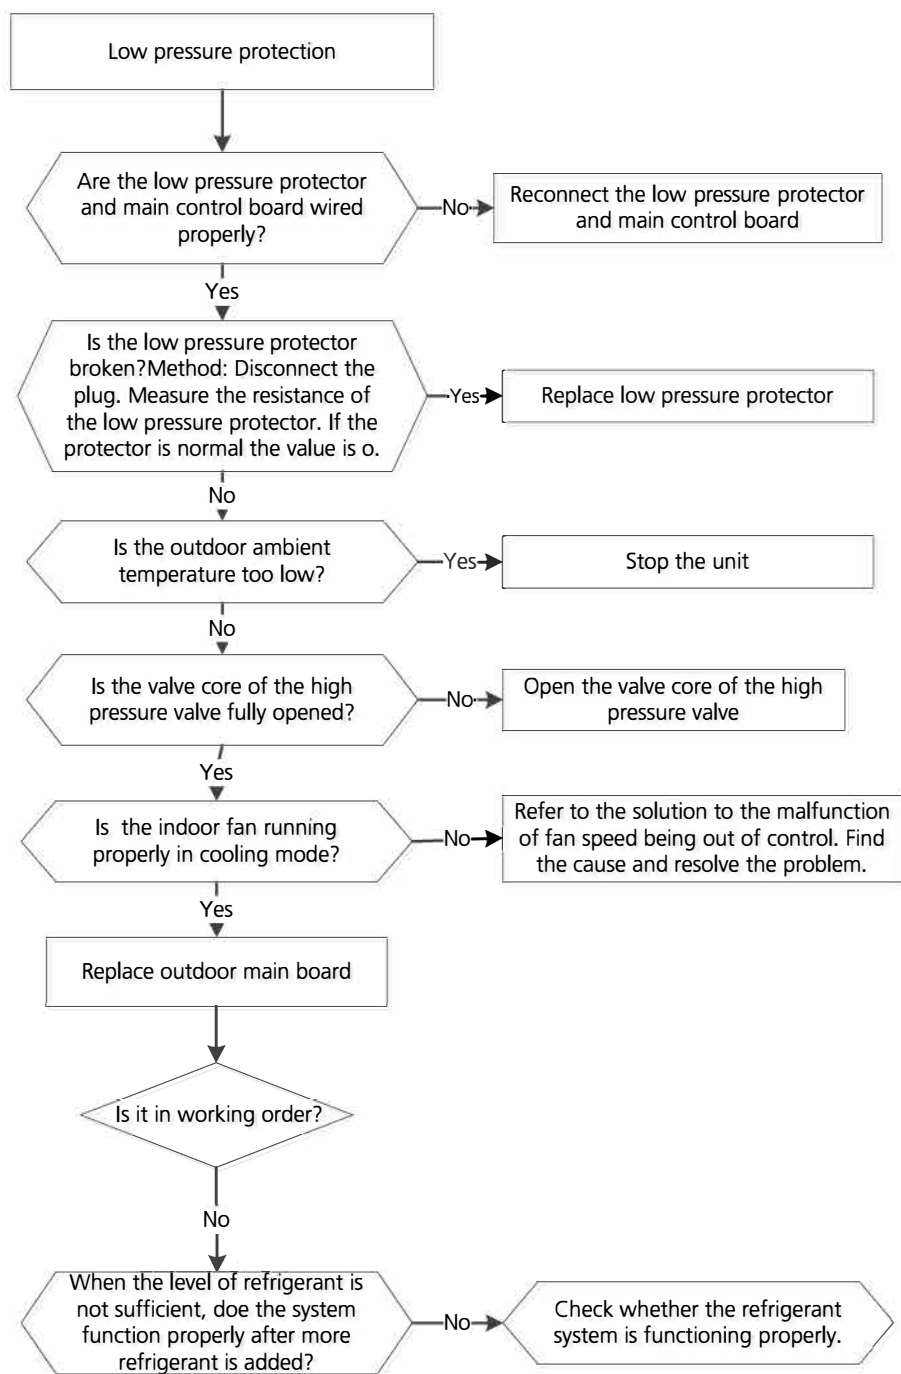 Low pressure protection
Are the low pressure protector
and main control board wired
properly?
No
Reconnect the low pressure protector
and main control board
Yes
Is the low pressure protector
broken?Method: Disconnect the
plug. Measure the resistance of
the low pressure protector. If the
protector is normal the value is o.
Yes
Replace low pressure protector
No
Is the outdoor ambient
temperature too low?
Yes
Stop the unit
No
Is the valve core of the high
pressure valve fully opened?
No
Open the valve core of the high
pressure valve
Yes
Is the indoor fan running
properly in cooling mode?
No
Refer to the solution to the malfunction
of fan speed being out of control. Find
the cause and resolve the problem.
Yes
Replace outdoor main board
Is it in working order?
No
When the level of refrigerant is
not sufficient, doe the system
function properly after more
refrigerant is added?
No
Check whether the refrigerant
system is functioning properly.